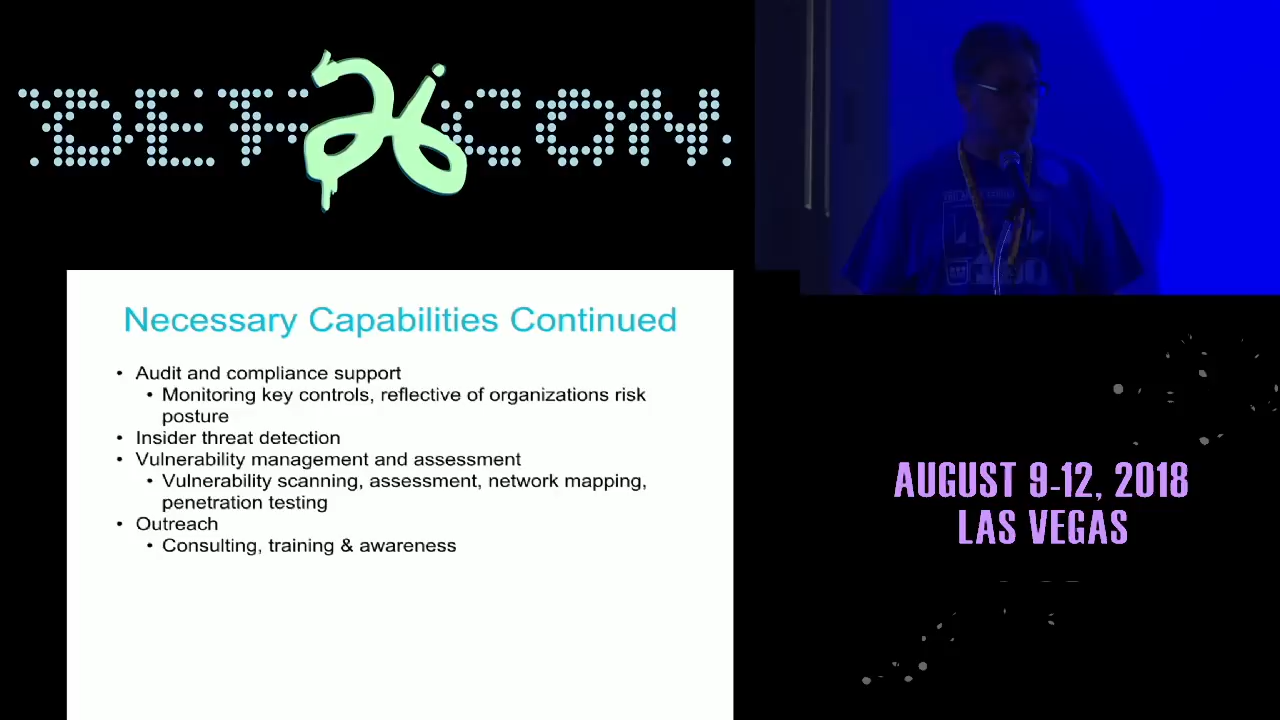 DEF 26 CON
Necessary Capabilities Continued
• Audit and compliance support
• Monitoring key controls, reflective of organizations risk
posture
• Insider threat detection
• Vulnerability management and assessment
• Vulnerability scanning, assessment, network mapping,
penetration testing
• Outreach
• Consulting, training & awareness
AUGUST 9-12, 2018
LAS VEGAS